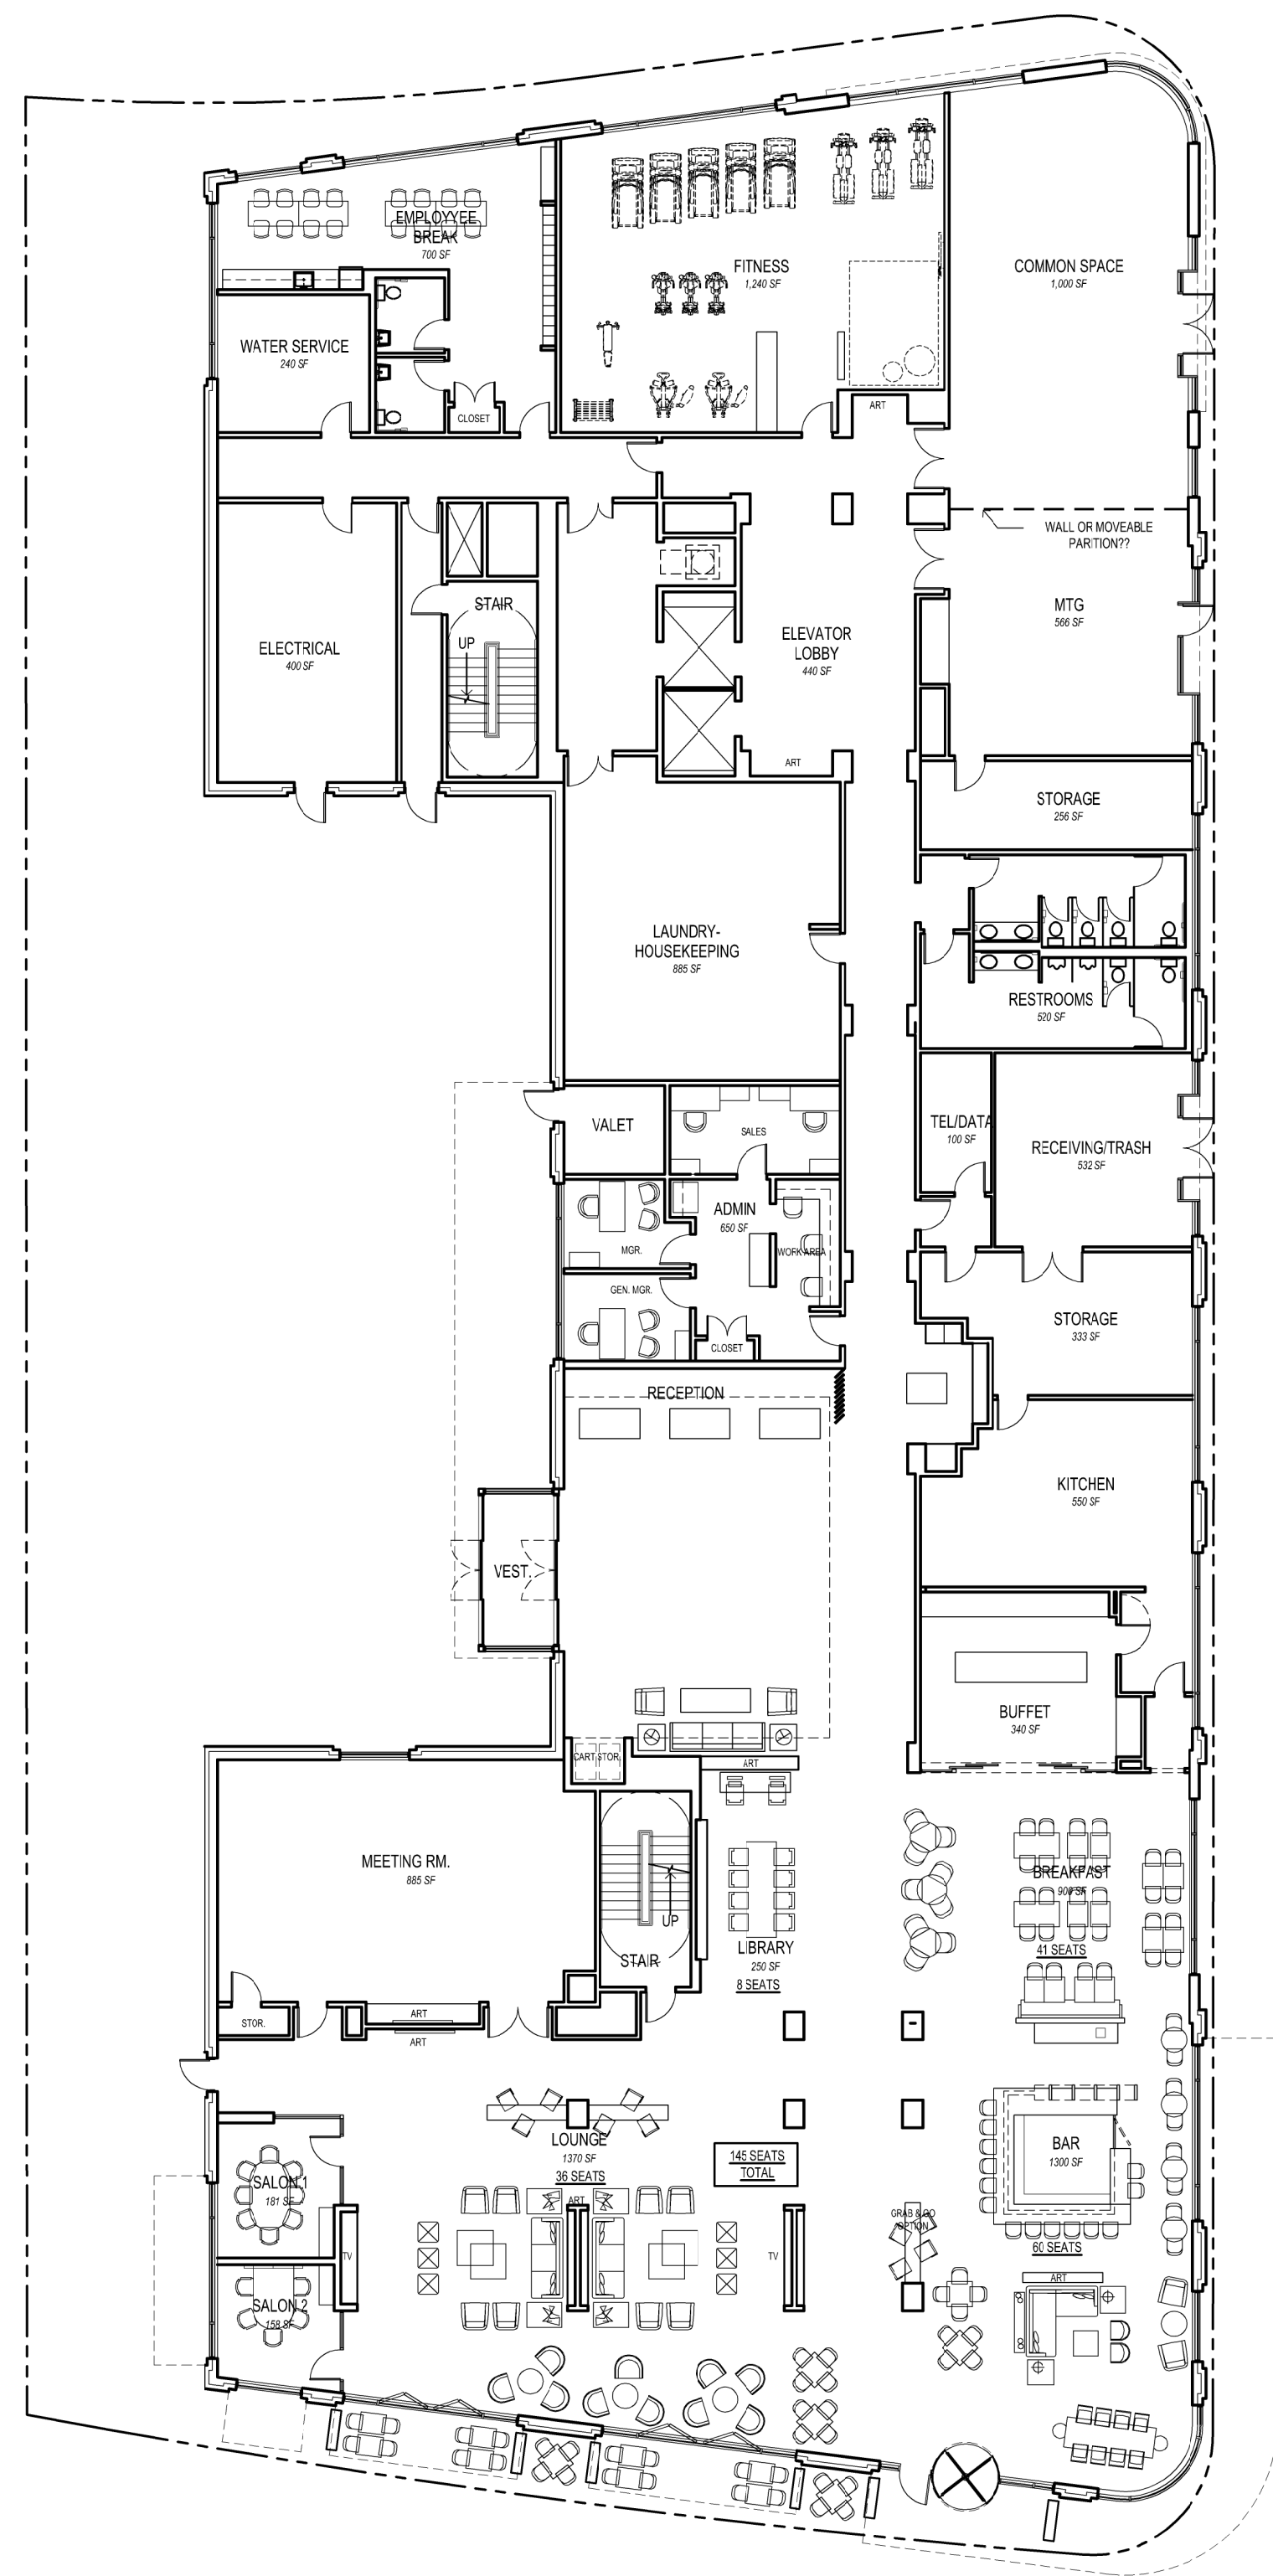 EMPLOYYEE
BREAK
700 SF
FITNESS
1,240 SF
COMMON SPACE
1,000 SF
WATER SERVICE
240 SF
CLOSET
ART
WALL OR MOVEABLE
PARITION??
MTG
566 SF
STAIR
UP
ELECTRICAL
400 SF
ELEVATOR
LOBBY
440 SF
ART
STORAGE
256 SF
LAUNDRY-
HOUSEKEEPING
885 SF
RESTROOMS
520 SF
VALET
SALES
TEL/DATA
100 SF
RECEIVING/TRASH
532 SF
ADMIN
650 SF
MGR.
WORK AREA
GEN. MGR.
CLOSET
STORAGE
333 SF
RECEPTION
KITCHEN
550 SF
VEST.
BUFFET
340 SF
CART STOR.
ART
MEETING RM.
885 SF
BREAKFAST
900 SF
41 SEATS
UP
STAIR
LIBRARY
250 SF
8 SEATS
STOR.
ART
ART
LOUNGE
1370 SF
36 SEATS
145 SEATS
TOTAL
BAR
1300 SF
60 SEATS
SALON 1
181 SF
ART
GRAB & GO
OPTION
TV
TV
ART
SALON 2
158 SF